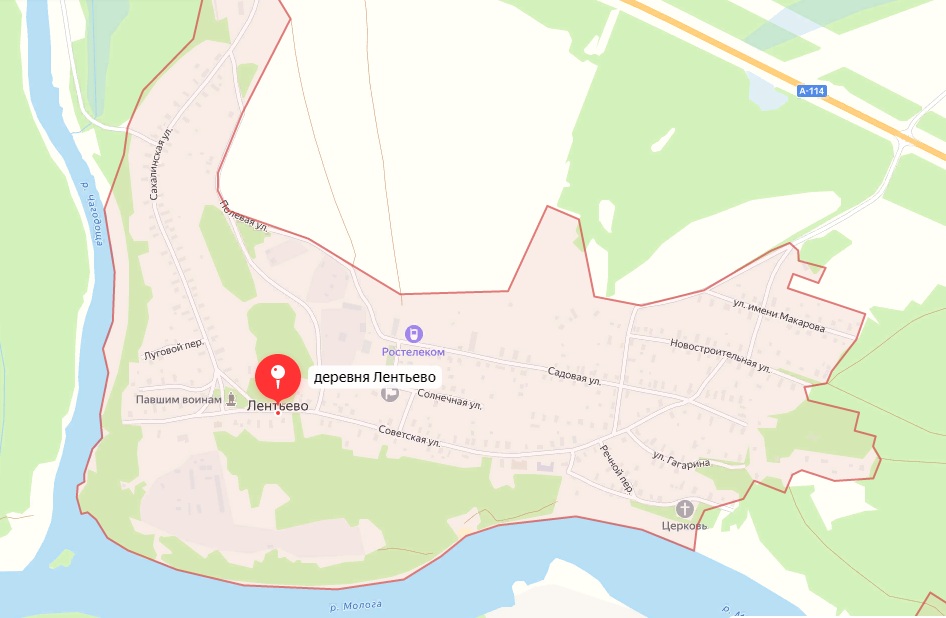 А-114
Сахалинская ул.
р. Чагодоща
Полевая ул.
ул. имени Макарова
Ростелеком
Новостроительная ул.
Луговой пер.
Садовая ул.
деревня Лентьево
Павшим воинам
Лентьево
Солнечная ул.
Советская ул.
Речной пер.
ул. Гагарина
Церковь
р. Молога